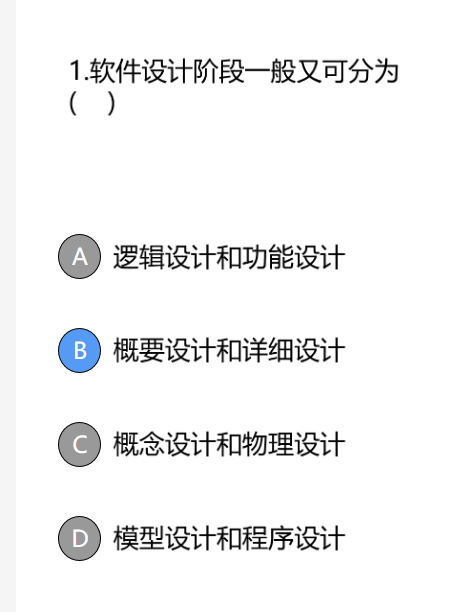 1.软件设计阶段一般又可分为
(    )
A 逻辑设计和功能设计
B 概要设计和详细设计
C 概念设计和物理设计
D 模型设计和程序设计